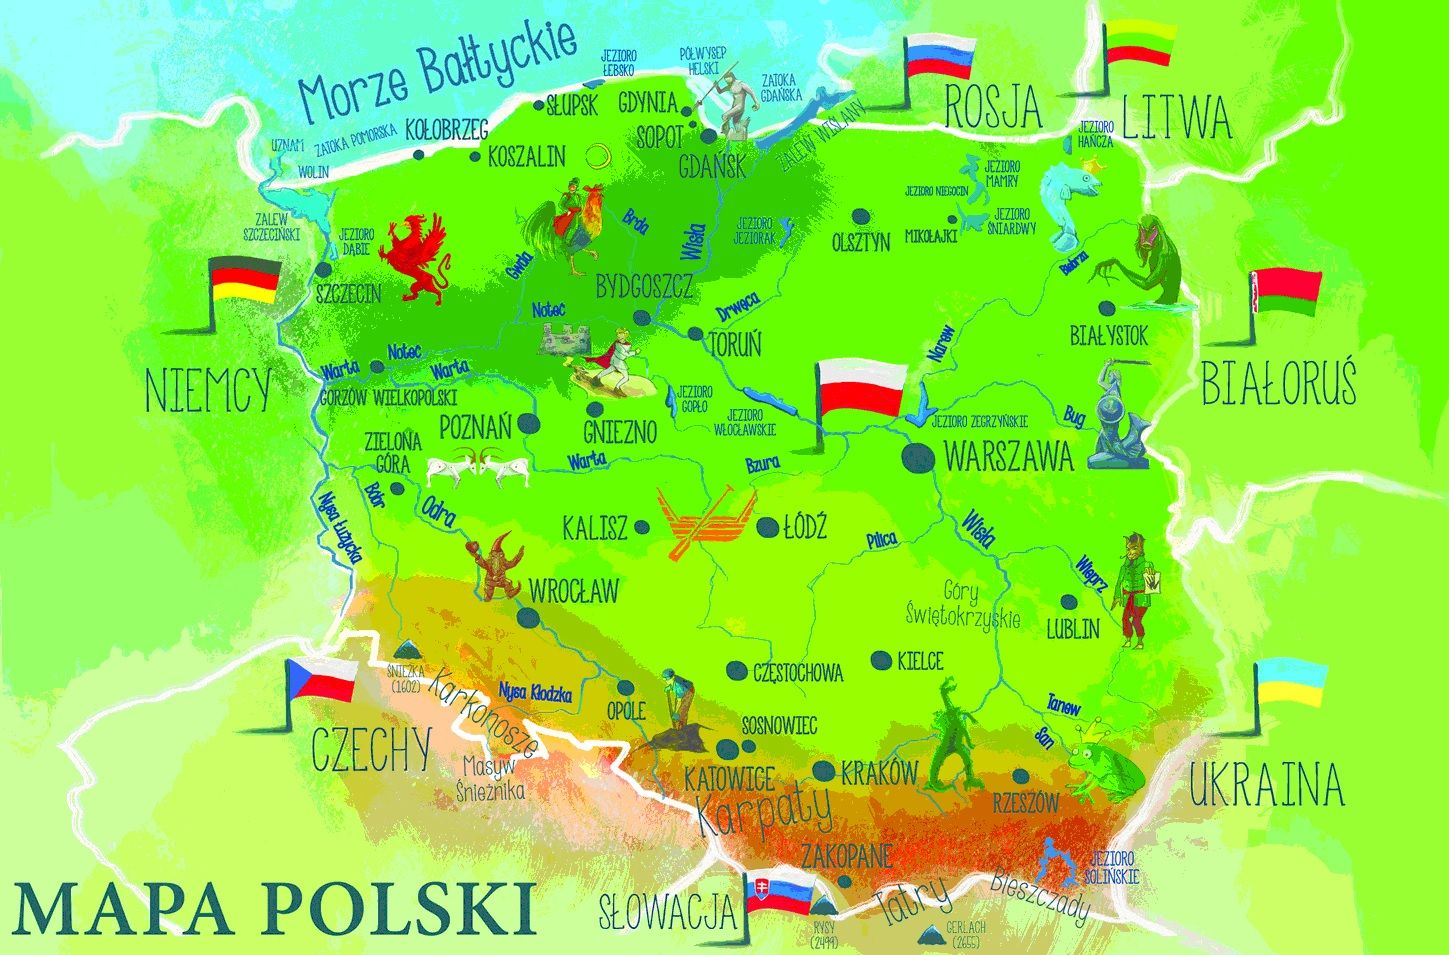 Morze Bałtyckie
JEZIORO
ŁEBSKO
PÓŁWYSEP
HELSKI
ZATOKA
GDAŃSKA
ZALEW WIŚLANY
ROSJA
LITWA
SŁUPSK
GDYNIA
SOPOT
GDAŃSK
UZNAM
ZATOKA POMORSKA
KOŁOBRZEG
KOSZALIN
WOLIN
JEZIORO
HAŃCZA
JEZIORO
MAMRY
JEZIORO NIEGOCIN
JEZIORO
ŚNIARDWY
MIKOŁAJKI
OLSZTYN
ZALEW
SZCZECIŃSKI
JEZIORO
DĄBIE
SZCZECIN
Brda
Wisła
JEZIORO
JEZIORAK
Gwda
Biebrza
BYDGOSZCZ
Noteć
Drwęca
TORUŃ
Narew
BIAŁYSTOK
BIAŁORUŚ
NIEMCY
Warta
Noteć
Warta
GORZÓW WIELKOPOLSKI
JEZIORO
GOPŁO
JEZIORO
WŁOCŁAWSKIE
JEZIORO ZEGRZYŃSKIE
Bug
POZNAŃ
GNIEZNO
ZIELONA
GÓRA
Warta
Bzura
WARSZAWA
Nysa Łużycka
Bóbr
Odra
KALISZ
ŁÓDŹ
Pilica
Wisła
Wieprz
WROCŁAW
Góry
Świętokrzyskie
LUBLIN
ŚNIEŻKA
(1602)
Karkonosze
Nysa Kłodzka
CZĘSTOCHOWA
KIELCE
OPOLE
SOSNOWIEC
Tanew
San
CZECHY
Masyw
Śnieżnika
KATOWICE
KRAKÓW
RZESZÓW
UKRAINA
Karpaty
ZAKOPANE
JEZIORO
SOLIŃSKIE
Bieszczady
Tatry
MAPA POLSKI
SŁOWACJA
RYSY
(2499)
GERLACH
(2655)